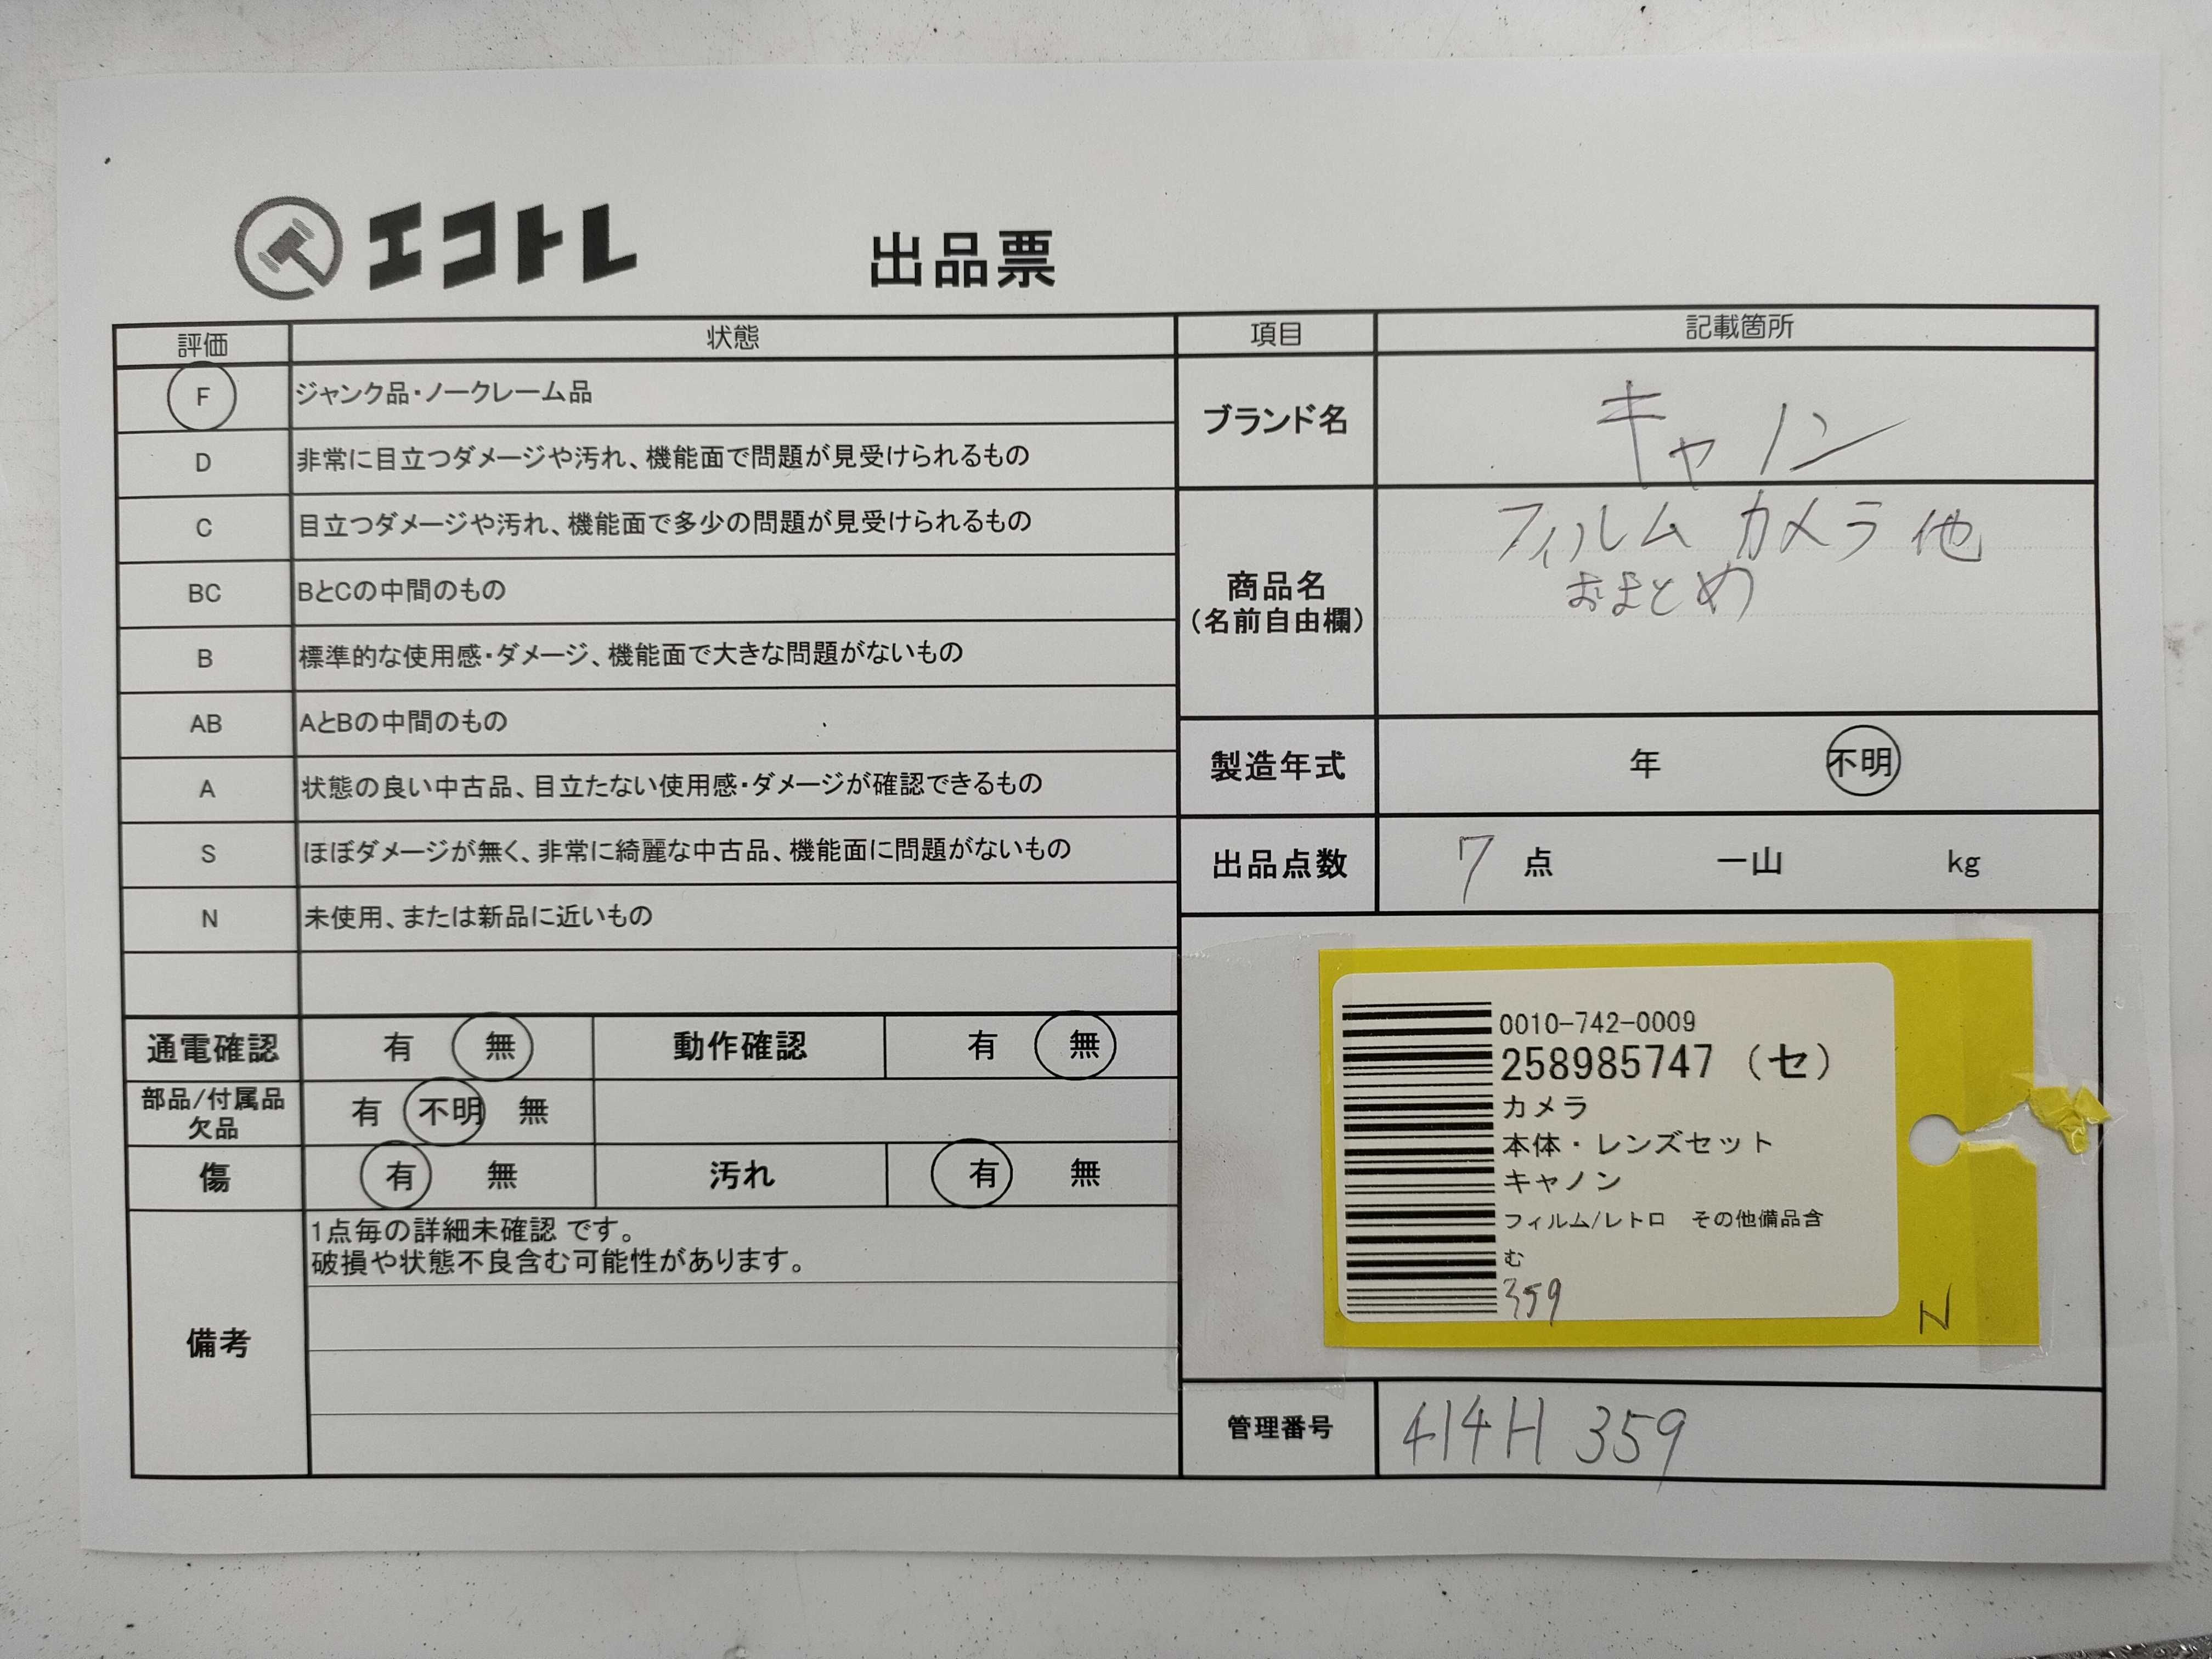 エコトレ
出品票
評価 状態
F ジャンク品・ノークレーム品
D 非常に目立つダメージや汚れ、機能面で問題が見受けられるもの
C 目立つダメージや汚れ、機能面で多少の問題が見受けられるもの
BC BとCの中間のもの
B 標準的な使用感・ダメージ、機能面で大きな問題がないもの
AB AとBの中間のもの
A 状態の良い中古品、目立たない使用感・ダメージが確認できるもの
S ほぼダメージが無く、非常に綺麗な中古品、機能面に問題がないもの
N 未使用、または新品に近いもの
通電確認 有 無 動作確認 有 無
部品/付属品
欠品 有 不明 無
傷 有 無 汚れ 有 無
備考
1点毎の詳細未確認 です。
破損や状態不良含む可能性があります。
項目 記載箇所
ブランド名 キャノン
商品名
(名前自由欄)
フィルムカメラ他
おまとめ
製造年式 年 不明
出品点数 7 点 一山 kg
0010-742-0009
258985747 (セ)
カメラ
本体・レンズセット
キャノン
フィルム/レトロ その他備品含
む
359
N
管理番号 414H 359